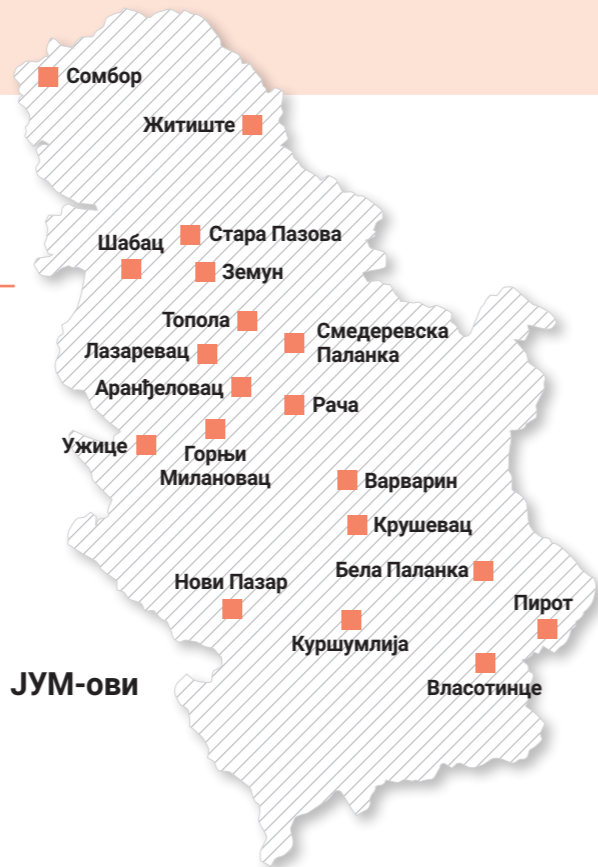 Сомбор
Житиште
Стара Пазова
Шабац
Земун
Топола
Смедеревска
Паланка
Лазаревац
Аранђеловац
Рача
Ужице
Горњи
Милановац
Варварин
Крушевац
Бела Паланка
Нови Пазар
Пирот
Куршумлија
ЈУМ-ови
Власотинце